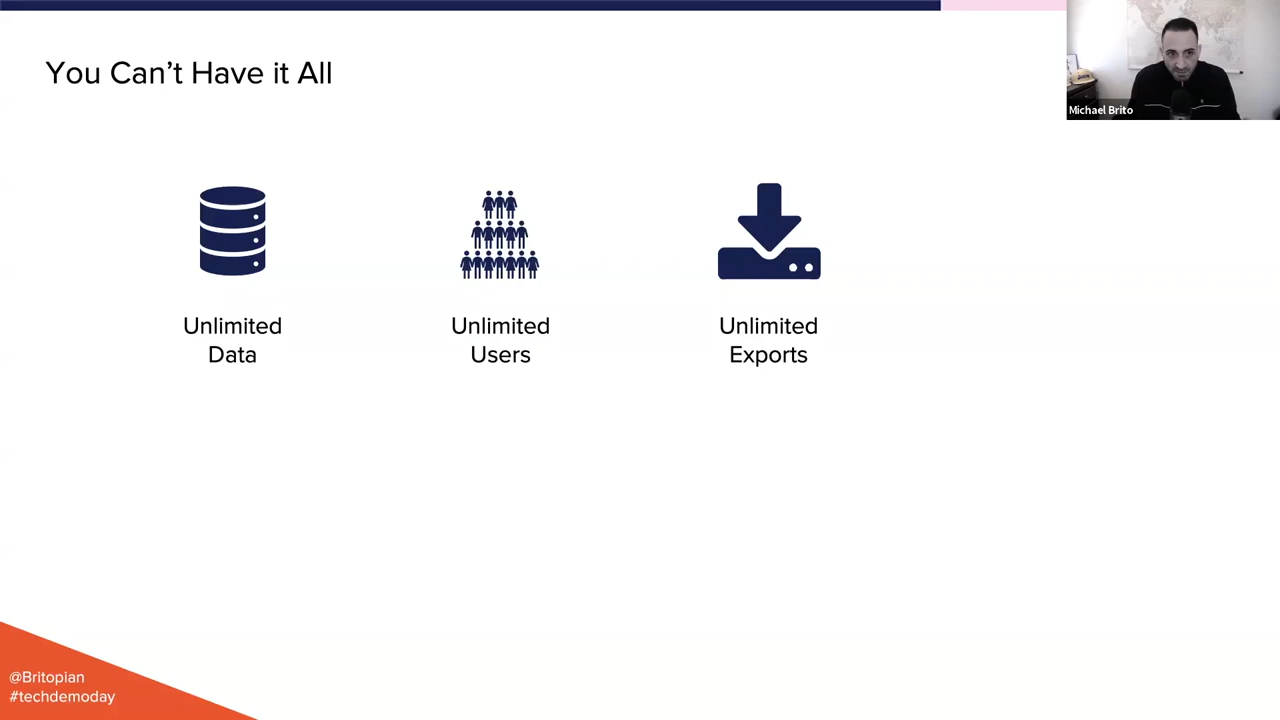 You Can’t Have it All
Michael Brito
Unlimited
Data
Unlimited
Users
Unlimited
Exports
@Britopian
#techdemoday